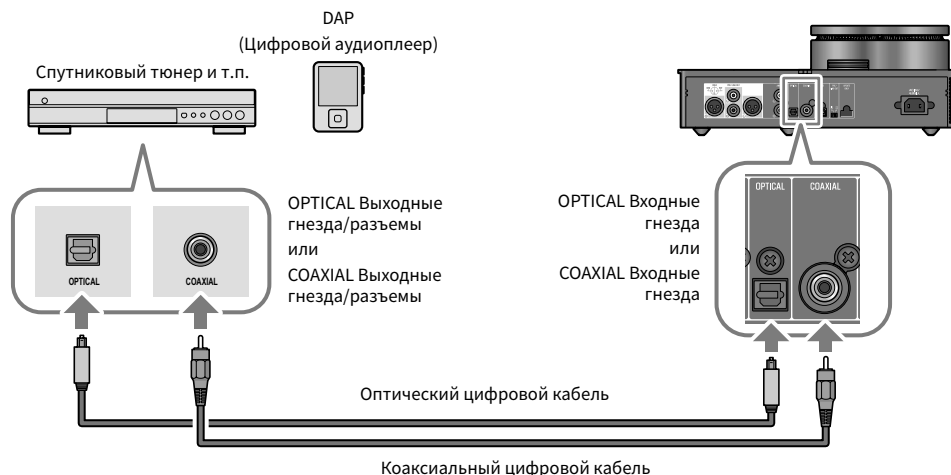 DAP
(Цифровой аудиоплеер)
Спутниковый тюнер и т.п.
OPTICAL Выходные
гнезда/разъемы
или
COAXIAL Выходные
гнезда/разъемы
OPTICAL
COAXIAL
OPTICAL Входные
гнезда
или
COAXIAL Входные
гнезда
OPTICAL
COAXIAL
Оптический цифровой кабель
Коаксиальный цифровой кабель